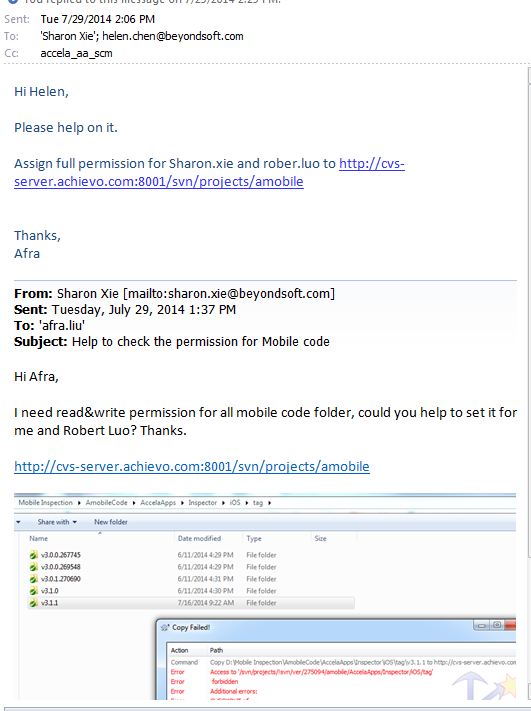 You replied to this message on 7/29/2014 2:29 PM.
Sent: Tue 7/29/2014 2:06 PM
To: 'Sharon Xie'; helen.chen@beyondsoft.com
Cc: accela_aa_scm
Hi Helen,
Please help on it.
Assign full permission for Sharon.xie and rober.luo to http://cvs-
server.achievo.com:8001/svn/projects/amobile
Thanks,
Afra
From: Sharon Xie [mailto:sharon.xie@beyondsoft.com]
Sent: Tuesday, July 29, 2014 1:37 PM
To: 'afra.liu'
Subject: Help to check the permission for Mobile code
Hi Afra,
I need read&write permission for all mobile code folder, could you help to set it for
me and Robert Luo? Thanks.
http://cvs-server.achievo.com:8001/svn/projects/amobile
Mobile Inspection AmobileCode AccelaApps Inspector iOS tag
Share with New folder
Name Date modified Type Size
v3.0.0.267745 6/11/2014 4:29 PM File folder
v3.0.0.269548 6/11/2014 4:29 PM File folder
v3.0.1.270690 6/11/2014 4:31 PM File folder
v3.1.0 6/11/2014 4:30 PM File folder
v3.1.1 7/16/2014 9:22 AM File folder
Copy Failed!
Action Path
Command Copy D:\Mobile Inspection\AmobileCode\AccelaApps\Inspector\iOS\tag\v3.1.1 to http://cvs-server.achievo.com
Error Access to '/svn/projects/!svn/ver/275094/amobile/AccelaApps/Inspector/iOS/tag'
Error forbidden
Error Additional errors: